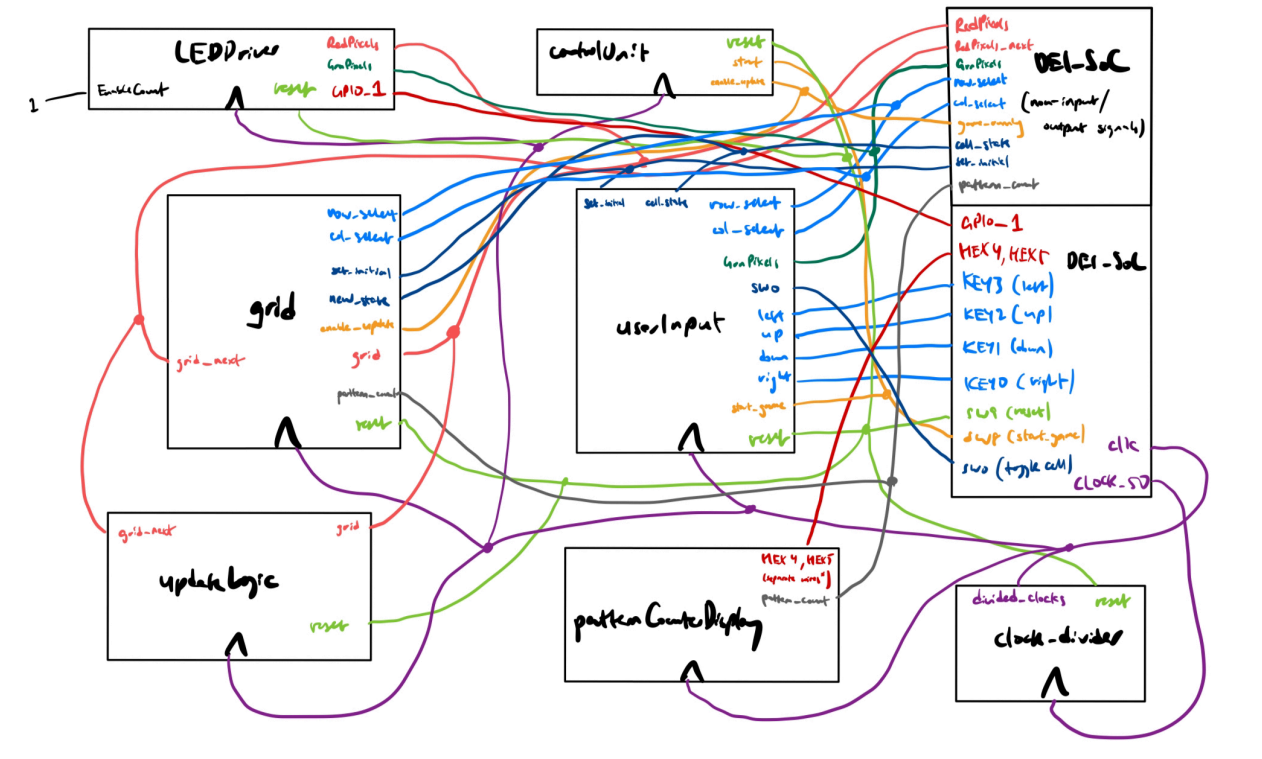 LEDDriver
RedPixels
GrnPixels
GPIO_1
reset
EnableCount
1
controlUnit
reset
start
enable_update
RedPixels
RedPixels_next
GrnPixels
row_select
col_select
cell_state
set_initial
pattern_count
DE1-SoC
(non-input/
output signals)
grid
row_select
col_select
set_initial
new_state
enable_update
grid
grid_next
pattern_count
reset
userInput
set_initial
cell_state
row_select
col_select
GrnPixels
SW0
left
up
down
right
start_game
reset
GPIO_1
HEX4, HEX5
DE1-SoC
KEY3 (left)
KEY2 (up)
KEY1 (down)
KEY0 (right)
SW9 (reset)
(start_game)
SW0 (toggle cell)
clk
CLOCK_50
updateLogic
grid_next
grid
reset
patternCounterDisplay
HEX4, HEX5
(separate wires*)
pattern_count
divided_clocks
reset
clock_divider